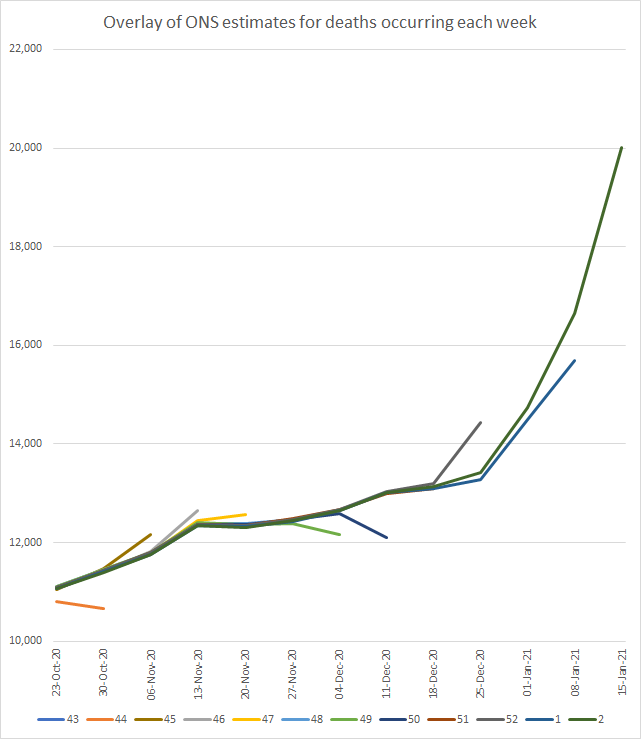 Overlay of ONS estimates for deaths occurring each week
22,000
20,000
18,000
16,000
14,000
12,000
10,000
23-Oct-20
30-Oct-20
06-Nov-20
13-Nov-20
20-Nov-20
27-Nov-20
04-Dec-20
11-Dec-20
18-Dec-20
25-Dec-20
01-Jan-21
08-Jan-21
15-Jan-21
43 44 45 46 47 48 49 50 51 52 1 2